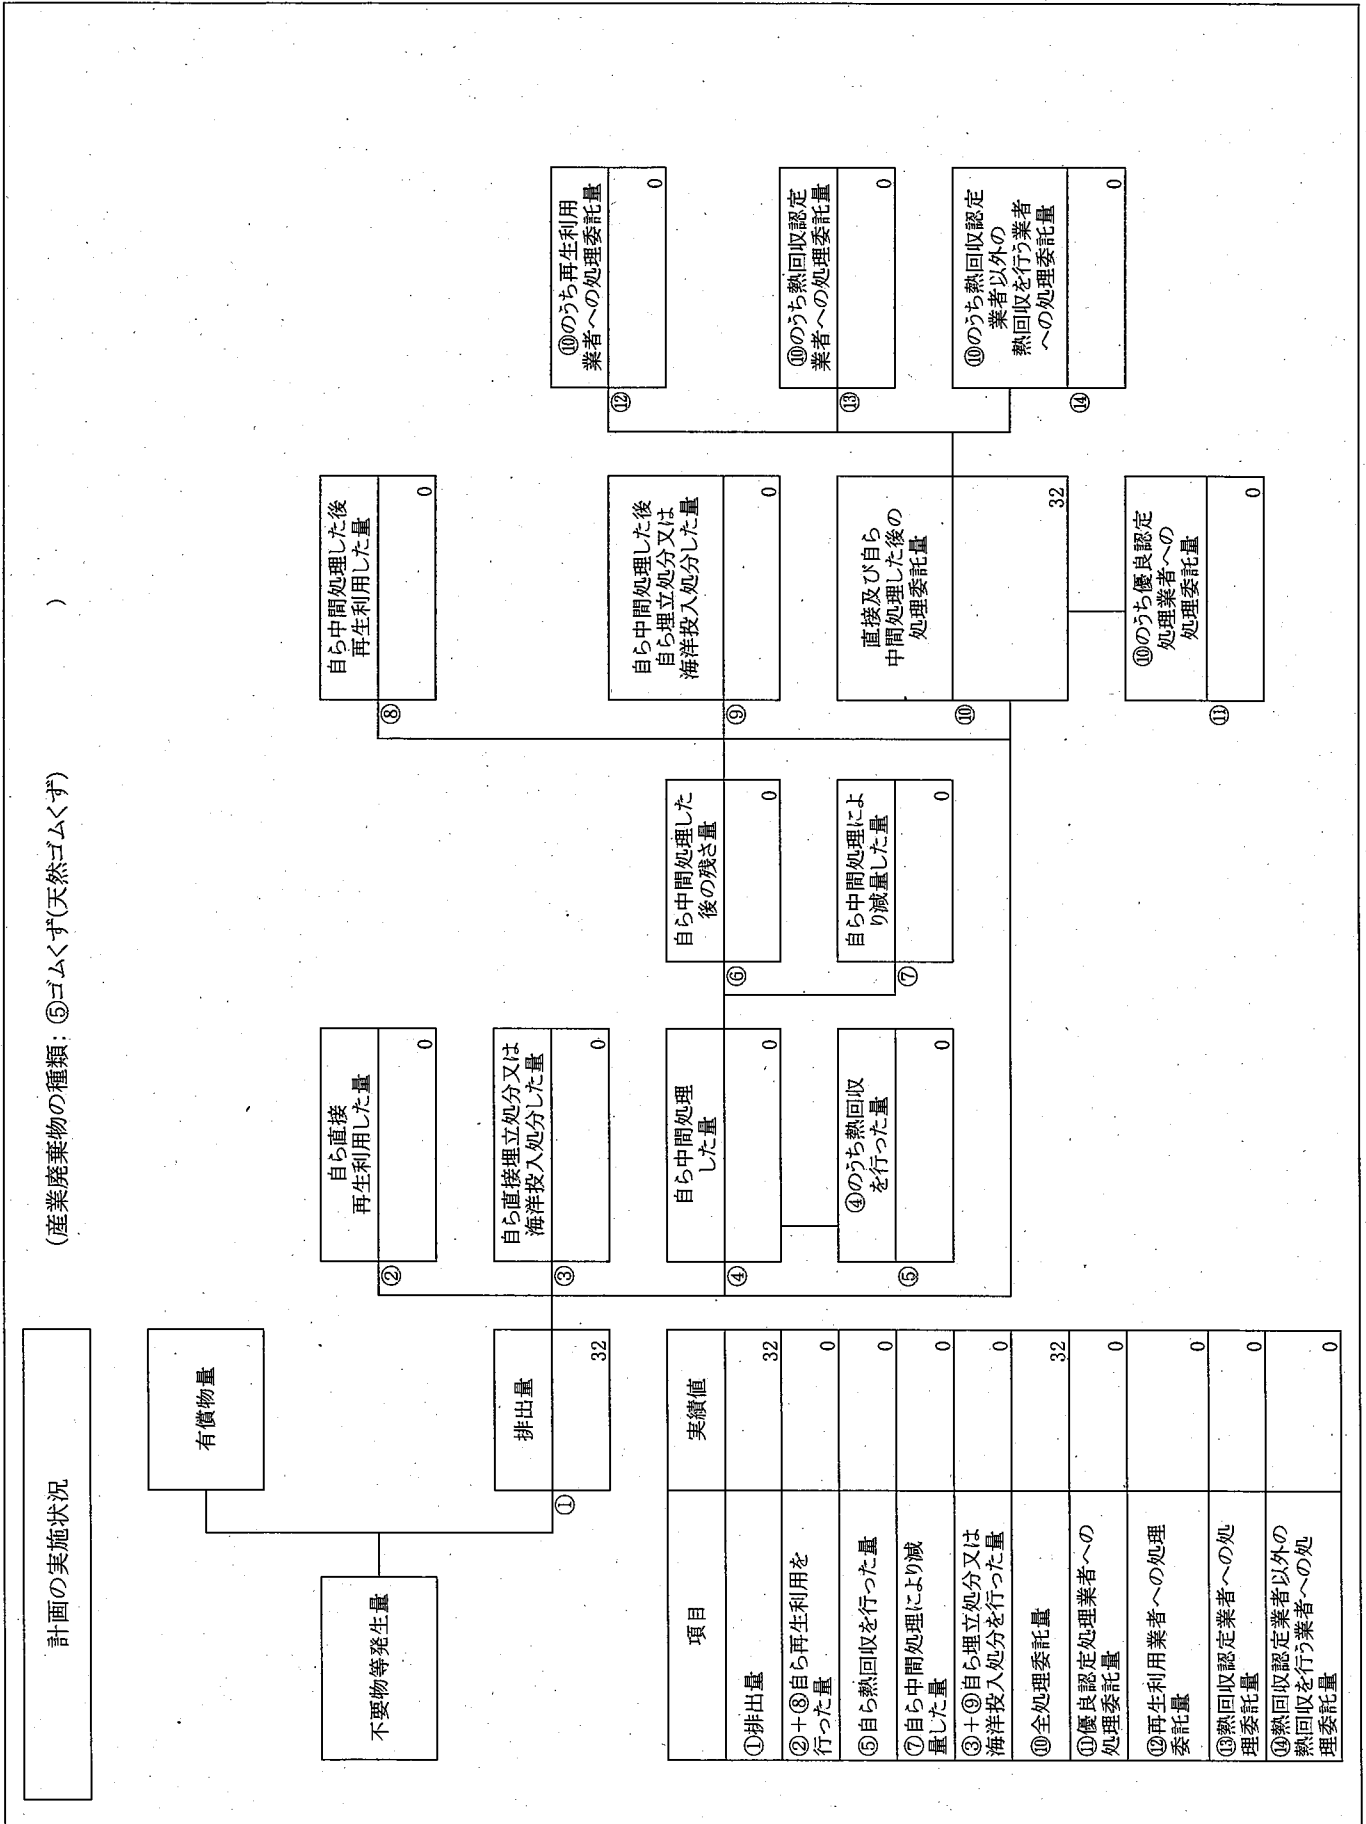 計画の実施状況
(産業廃棄物の種類：⑤ゴムくず(天然ゴムくず)
)
不要物等発生量
有償物量
①
排出量
32
②
自ら直接
再生利用した量
0
③
自ら直接埋立処分又は
海洋投入処分した量
0
④
自ら中間処理
した量
0
⑤
④のうち熱回収
を行った量
0
⑥
自ら中間処理した
後の残さ量
0
⑦
自ら中間処理によ
り減量した量
0
⑧
自ら中間処理した後
再生利用した量
0
⑨
自ら中間処理した後
自ら埋立処分又は
海洋投入処分した量
0
⑩
直接及び自ら
中間処理した後の
処理委託量
32
⑪
⑩のうち優良認定
処理業者への
処理委託量
0
⑫
⑩のうち再生利用
業者への処理委託量
0
⑬
⑩のうち熱回収認定
業者への処理委託量
0
⑭
⑩のうち熱回収認定
業者以外の
熱回収を行う業者
への処理委託量
0
項目 実績値
①排出量 32
②+⑧自ら再生利用を
行った量 0
⑤自ら熱回収を行った量 0
⑦自ら中間処理により減
量した量 0
③+⑨自ら埋立処分又は
海洋投入処分を行った量 0
⑩全処理委託量 32
⑪優良認定処理業者への
処理委託量 0
⑫再生利用業者への処理
委託量 0
⑬熱回収認定業者への処
理委託量 0
⑭熱回収認定業者以外の
熱回収を行う業者への処
理委託量 0